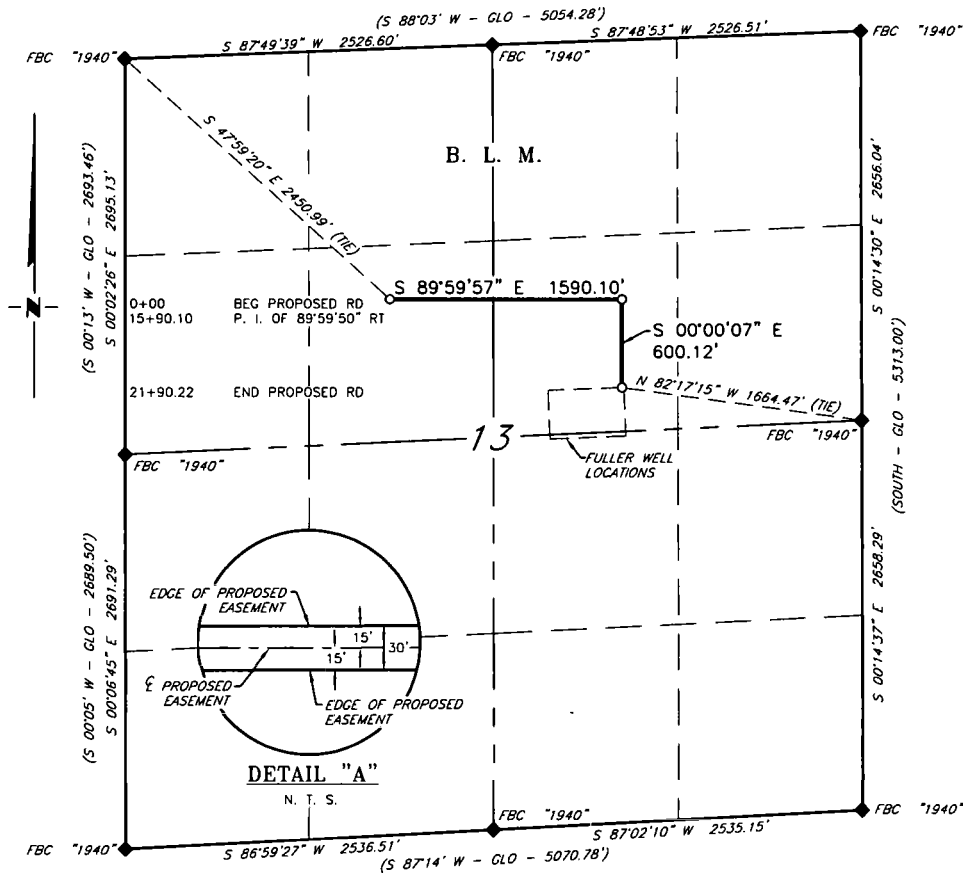 (S 88°03' W - GLO - 5054.28')
S 87°49'39" W 2526.60'
S 87°48'53" W 2526.51'
FBC "1940"
FBC "1940"
FBC "1940"
S 47°59'20" E 2450.99' (TIE)
B. L. M.
(S 00°13' W - GLO - 2693.46')
S 00°02'26" E 2695.13'
S 00°14'30" E 2656.04'
N
S 89°59'57" E 1590.10'
0+00 BEG PROPOSED RD
15+90.10 P. I. OF 89°59'50" RT
S 00°00'07" E
600.12'
21+90.22 END PROPOSED RD
N 82°17'15" W 1664.47' (TIE)
(SOUTH - GLO - 5313.00')
13
FBC "1940"
FBC "1940"
FULLER WELL
LOCATIONS
(S 00°05' W - GLO - 2689.50')
S 00°06'45" E 2691.29'
S 00°14'37" E 2658.29'
EDGE OF PROPOSED
EASEMENT
15'
30'
15'
℄ PROPOSED
EASEMENT
EDGE OF PROPOSED
EASEMENT
DETAIL "A"
N. T. S.
FBC "1940"
FBC "1940"
FBC "1940"
S 86°59'27" W 2536.51'
S 87°02'10" W 2535.15'
(S 87°14' W - GLO - 5070.78')